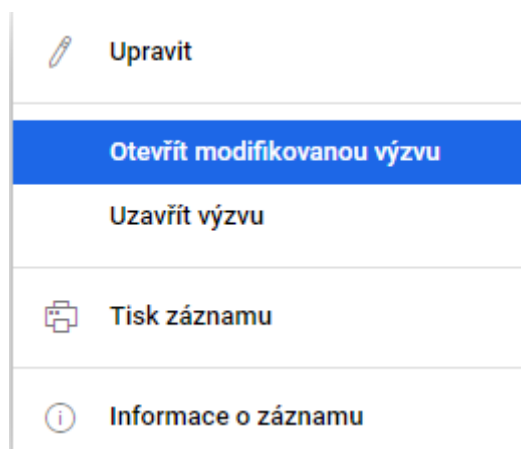 Upravit
Otevřít modifikovanou výzvu
Uzavřít výzvu
Tisk záznamu
Informace o záznamu